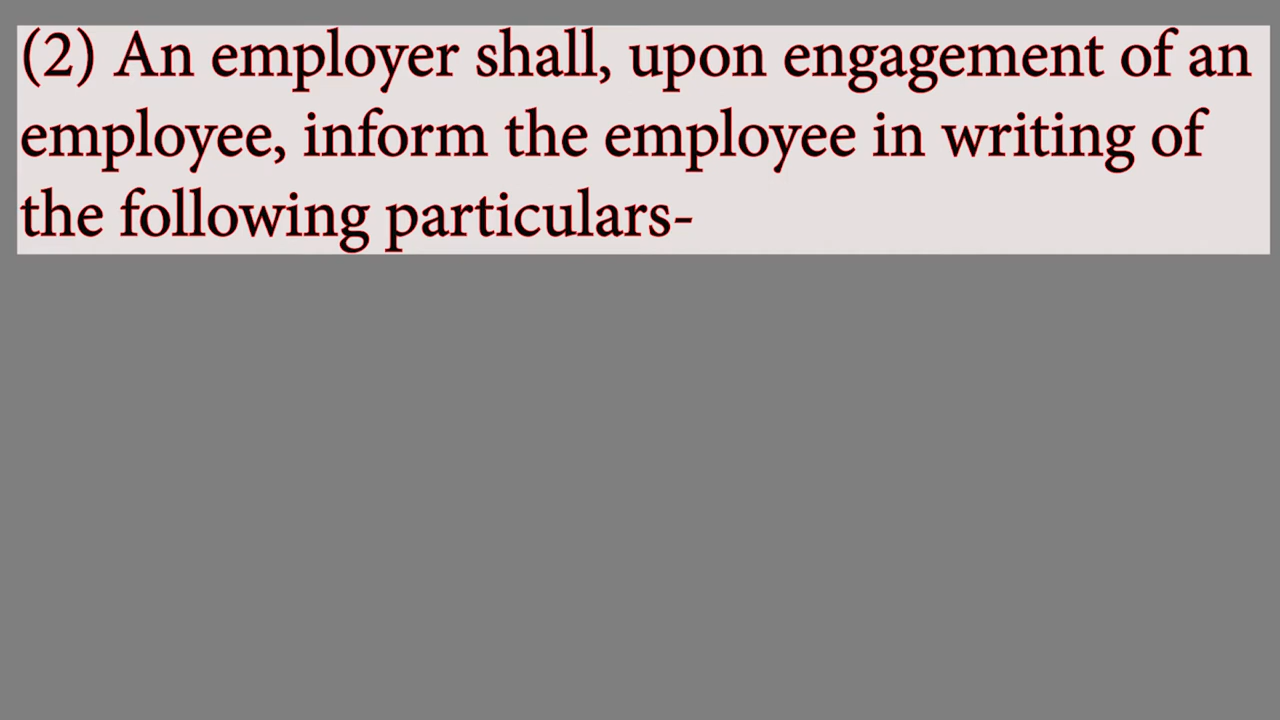 (2) An employer shall, upon engagement of an
employee, inform the employee in writing of
the following particulars-